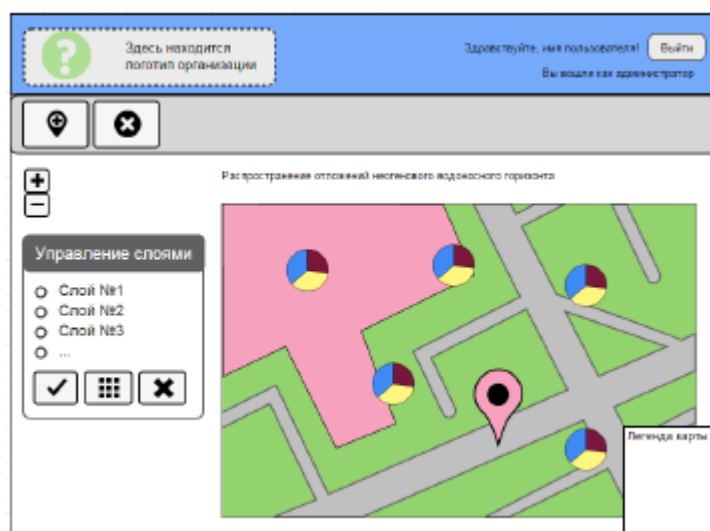 Здесь находится
логотип организации
Здравствуйте, имя пользователя!
Выйти
Вы вошли как администратор
Распространение отложений неогенового водоносного горизонта
Управление слоями
Слой №1
Слой №2
Слой №3
...
Легенда карты